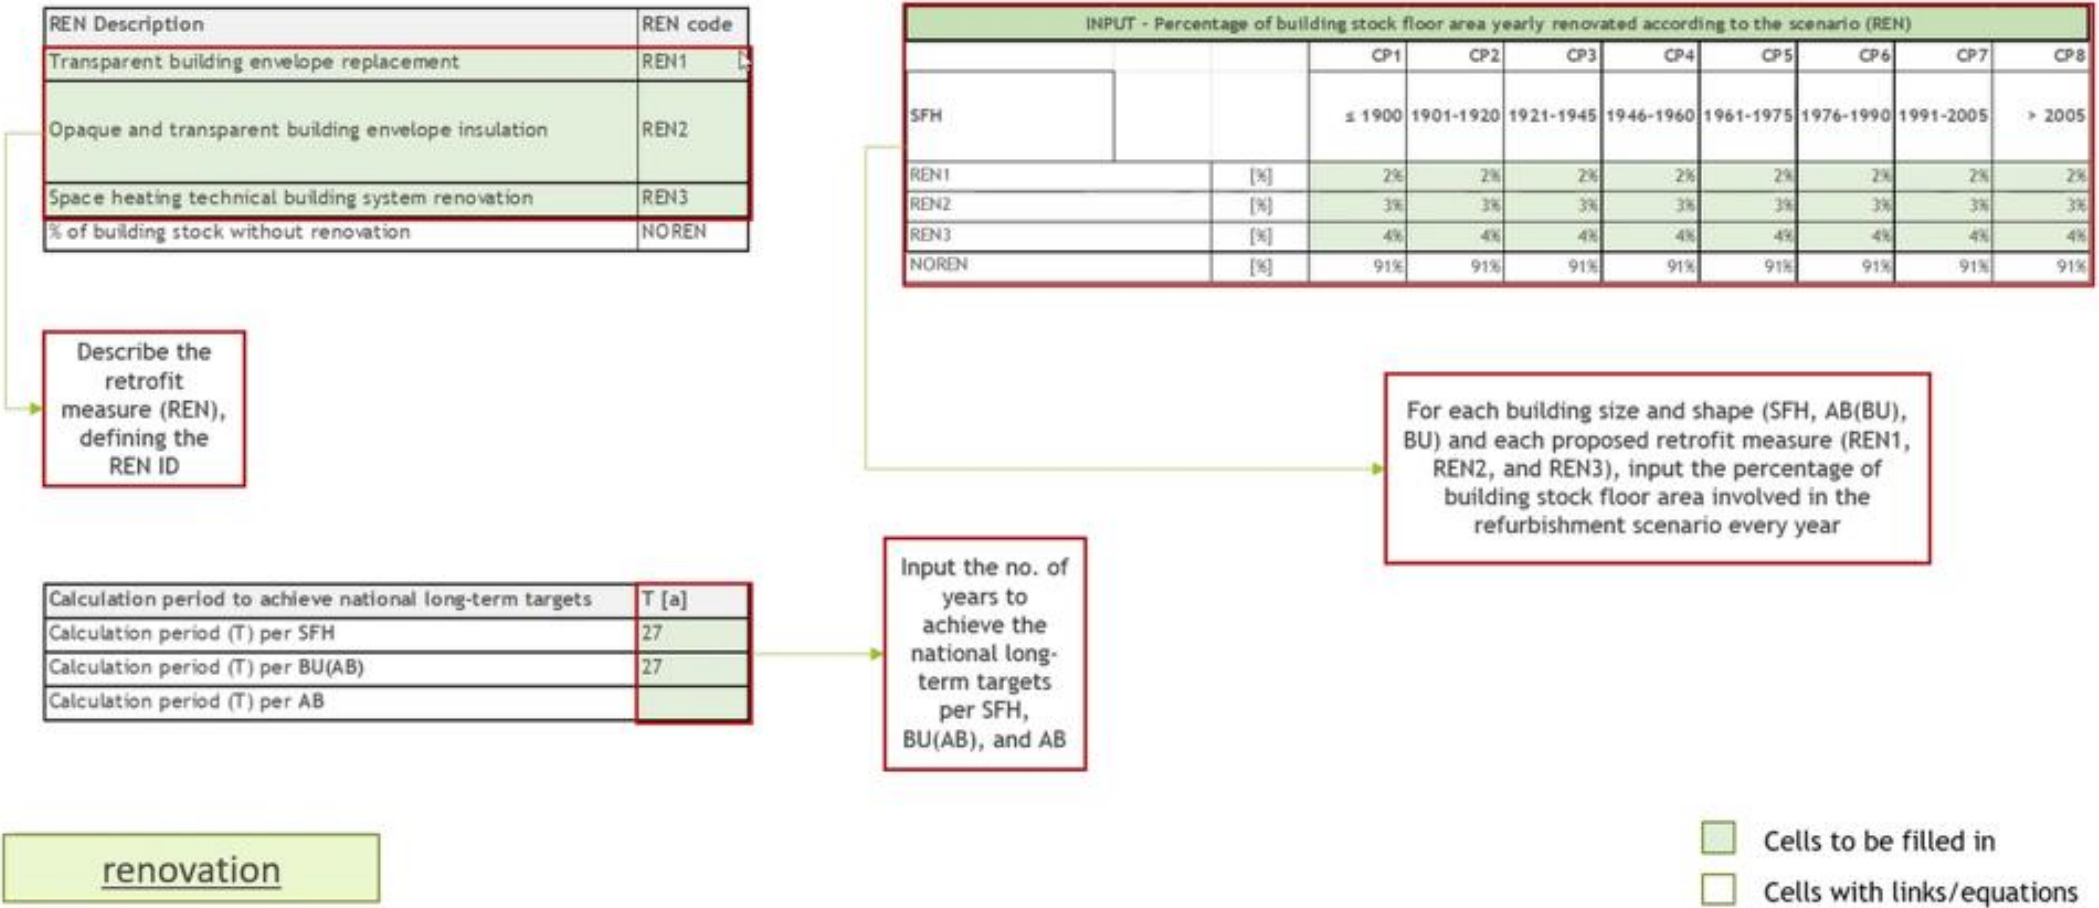 REN Description REN code
Transparent building envelope replacement REN1
Opaque and transparent building envelope insulation REN2
Space heating technical building system renovation REN3
% of building stock without renovation NOREN
INPUT - Percentage of building stock floor area yearly renovated according to the scenario (REN)
CP1 CP2 CP3 CP4 CP5 CP6 CP7 CP8
SFH ≤ 1900 1901-1920 1921-1945 1946-1960 1961-1975 1976-1990 1991-2005 > 2005
REN1 [%] 2% 2% 2% 2% 2% 2% 2% 2%
REN2 [%] 3% 3% 3% 3% 3% 3% 3% 3%
REN3 [%] 4% 4% 4% 4% 4% 4% 4% 4%
NOREN [%] 91% 91% 91% 91% 91% 91% 91% 91%
Describe the
retrofit
measure (REN),
defining the
REN ID
For each building size and shape (SFH, AB(BU),
BU) and each proposed retrofit measure (REN1,
REN2, and REN3), input the percentage of
building stock floor area involved in the
refurbishment scenario every year
Calculation period to achieve national long-term targets T [a]
Calculation period (T) per SFH 27
Calculation period (T) per BU(AB) 27
Calculation period (T) per AB
Input the no. of
years to
achieve the
national long-
term targets
per SFH,
BU(AB), and AB
renovation
Cells to be filled in
Cells with links/equations